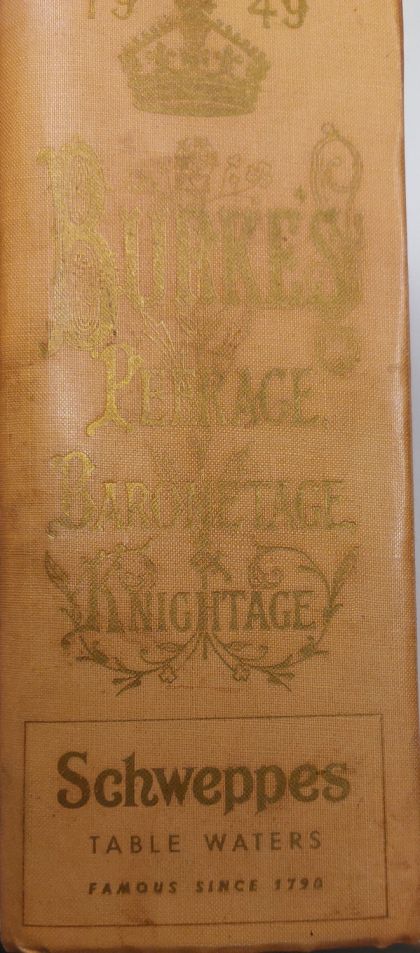 1949
BURKE'S
PEERAGE
BARONETAGE
KNIGHTAGE
Schweppes
TABLE WATERS
FAMOUS SINCE 1790